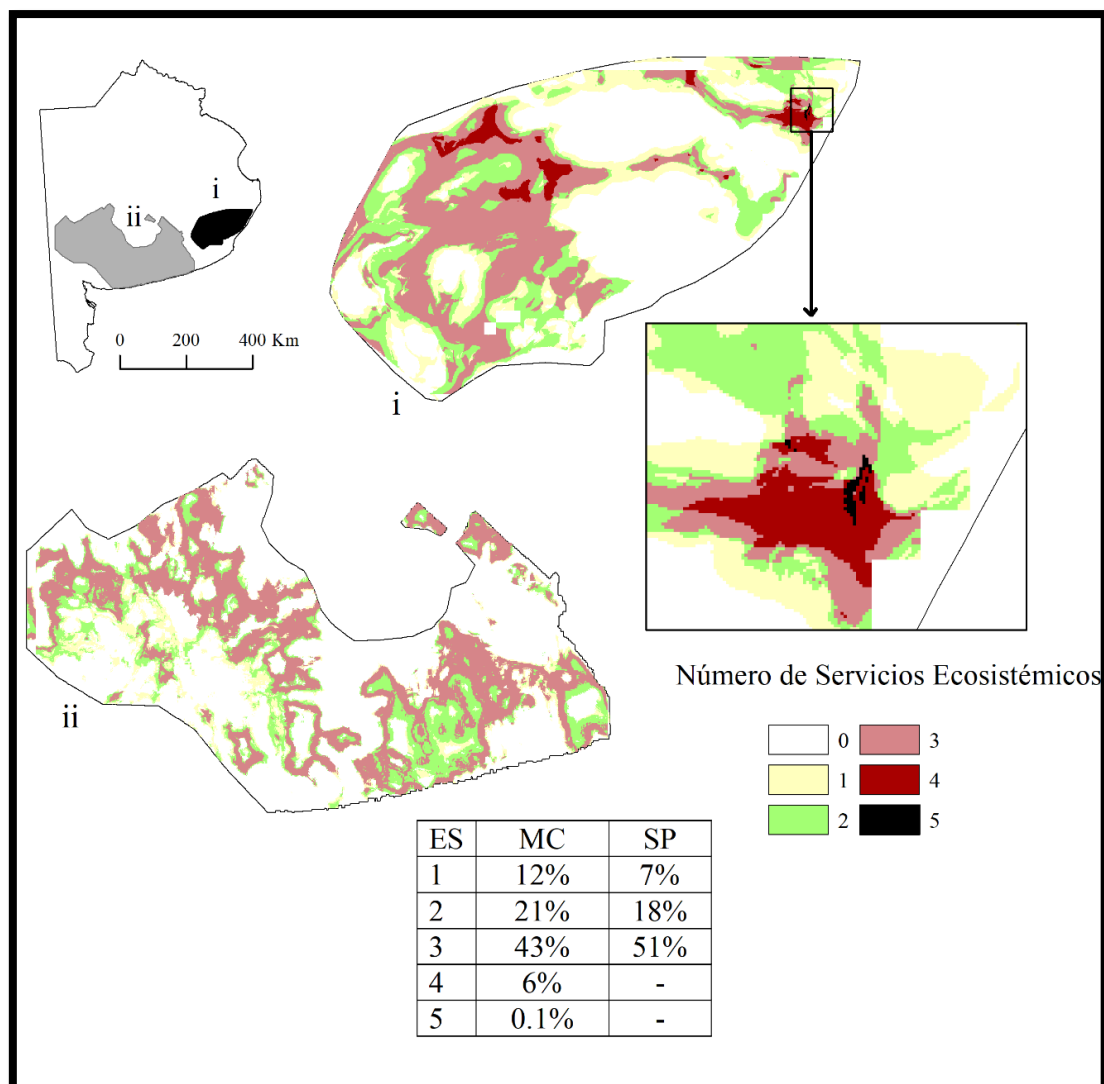 i
ii
0 200 400 Km
i
ii
Número de Servicios Ecosistémicos
0 3
1 4
2 5
ES MC SP
1 12% 7%
2 21% 18%
3 43% 51%
4 6% -
5 0.1% -